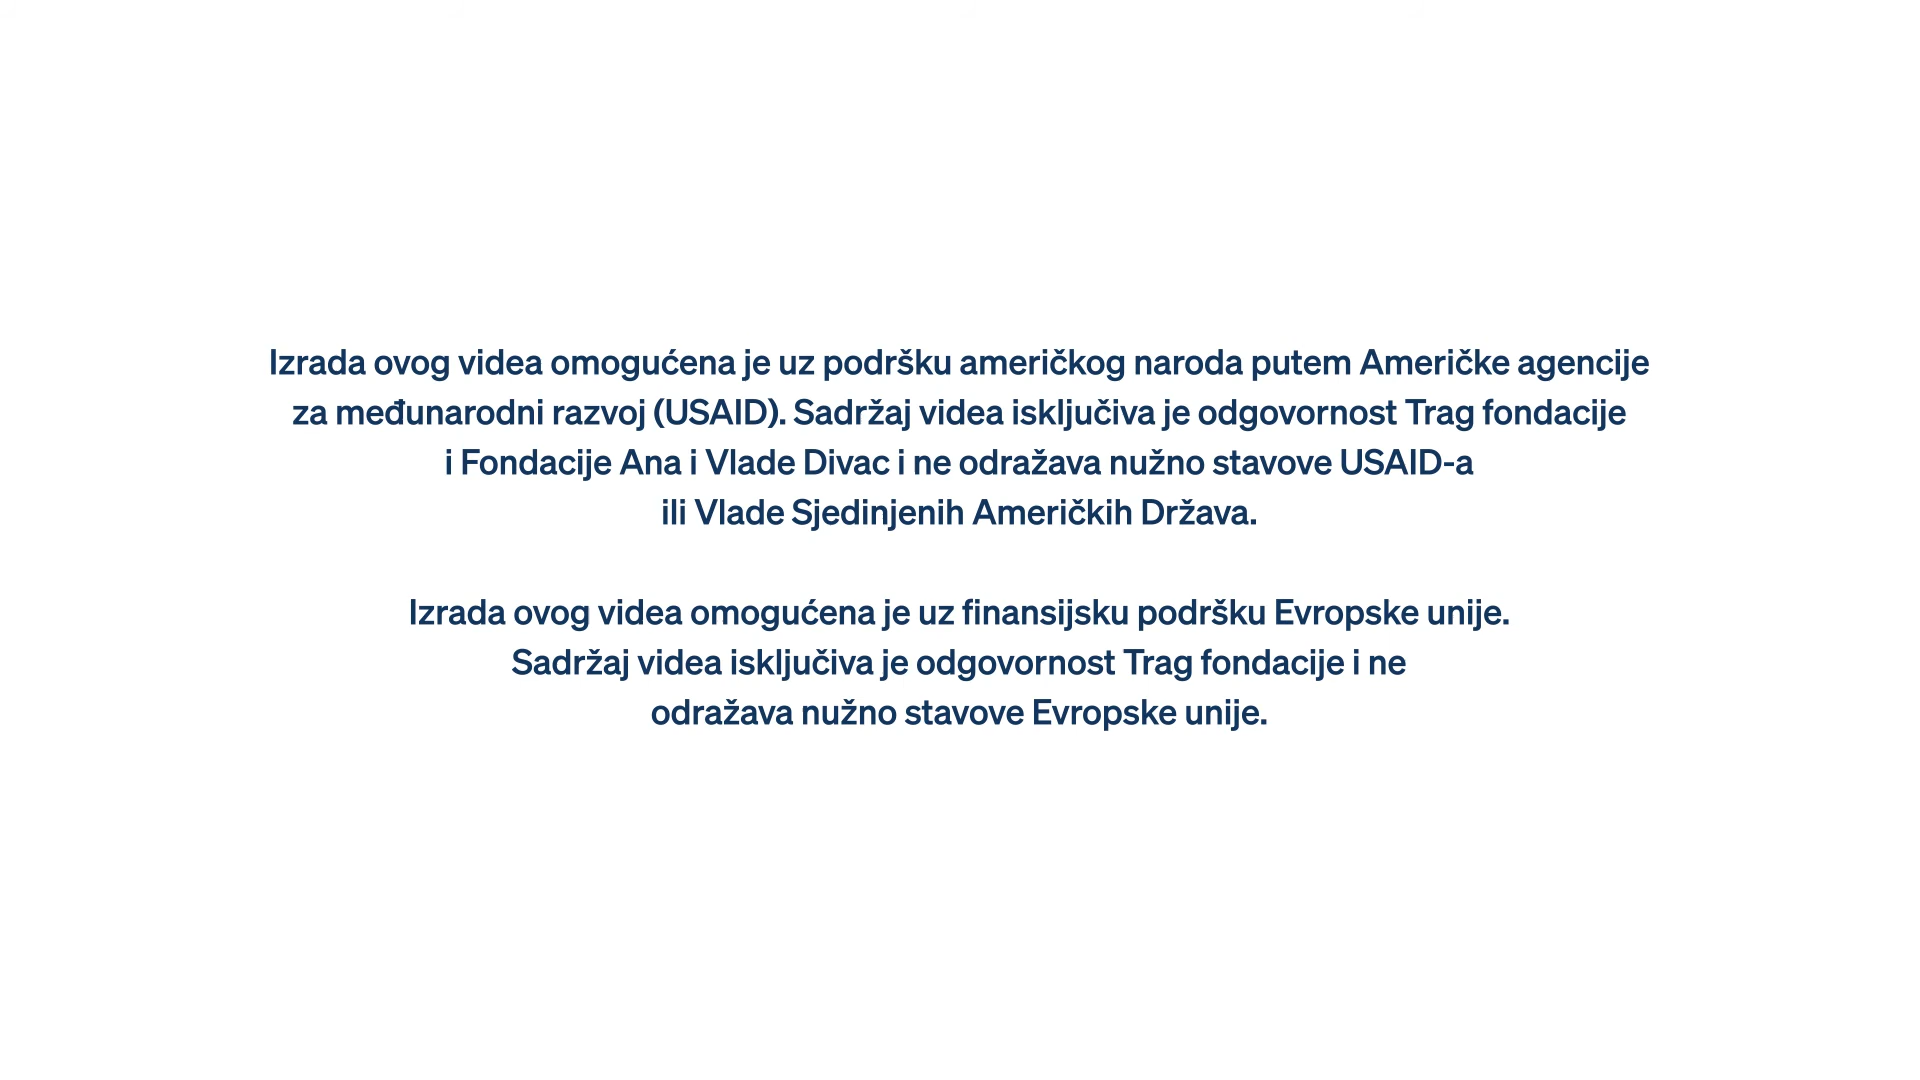 Izrada ovog videa omogućena je uz podršku američkog naroda putem Američke agencije
za međunarodni razvoj (USAID). Sadržaj videa isključiva je odgovornost Trag fondacije
i Fondacije Ana i Vlade Divac i ne odražava nužno stavove USAID-a
ili Vlade Sjedinjenih Američkih Država.
Izrada ovog videa omogućena je uz finansijsku podršku Evropske unije.
Sadržaj videa isključiva je odgovornost Trag fondacije i ne
odražava nužno stavove Evropske unije.